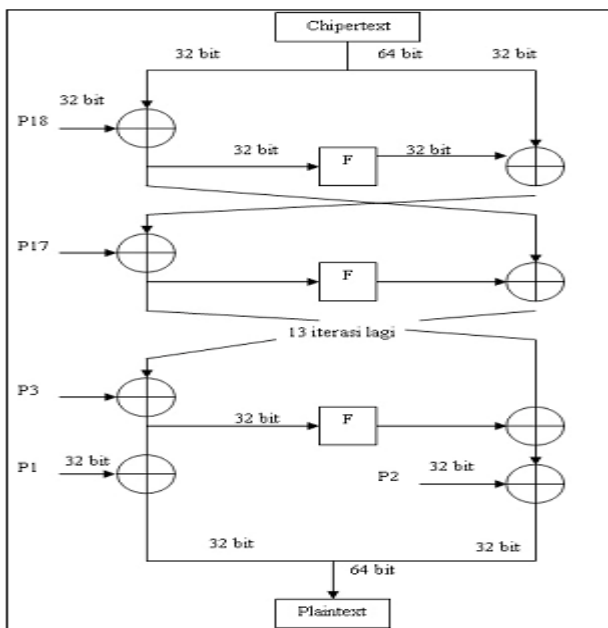 Chipertext
32 bit
64 bit
32 bit
32 bit
P18
32 bit
F
32 bit
P17
F
13 iterasi lagi
P3
32 bit
F
P1
32 bit
P2
32 bit
32 bit
32 bit
64 bit
Plaintext